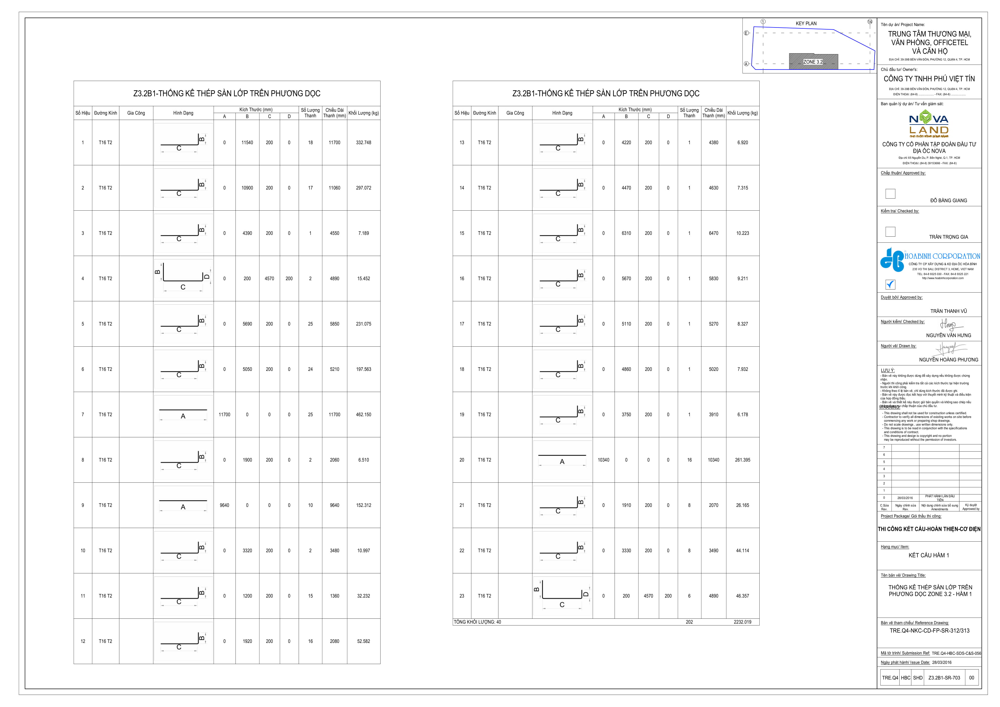 KEY PLAN
1
14
E
A
ZONE 3.2
Z3.2B1-THỐNG KÊ THÉP SÀN LỚP TRÊN PHƯƠNG DỌC
Số Hiệu Đường Kính Gia Công Hình Dạng Kích Thước (mm) Số Lượng Thanh Chiều Dài Thanh (mm) Khối Lượng (kg)
A B C D
1 T16 T2 C B 0 11540 200 0 18 11700 332.748
2 T16 T2 C B 0 10900 200 0 17 11060 297.072
3 T16 T2 C B 0 4390 200 0 1 4550 7.189
4 T16 T2 B C D 0 200 4570 200 2 4890 15.452
5 T16 T2 C B 0 5690 200 0 25 5850 231.075
6 T16 T2 C B 0 5050 200 0 24 5210 197.563
7 T16 T2 A 11700 0 0 0 25 11700 462.150
8 T16 T2 C B 0 1900 200 0 2 2060 6.510
9 T16 T2 A 9640 0 0 0 10 9640 152.312
10 T16 T2 C B 0 3320 200 0 2 3480 10.997
11 T16 T2 C B 0 1200 200 0 15 1360 32.232
12 T16 T2 C B 0 1920 200 0 16 2080 52.582
Z3.2B1-THỐNG KÊ THÉP SÀN LỚP TRÊN PHƯƠNG DỌC
Số Hiệu Đường Kính Gia Công Hình Dạng Kích Thước (mm) Số Lượng Thanh Chiều Dài Thanh (mm) Khối Lượng (kg)
A B C D
13 T16 T2 C B 0 4220 200 0 1 4380 6.920
14 T16 T2 C B 0 4470 200 0 1 4630 7.315
15 T16 T2 C B 0 6310 200 0 1 6470 10.223
16 T16 T2 C B 0 5670 200 0 1 5830 9.211
17 T16 T2 C B 0 5110 200 0 1 5270 8.327
18 T16 T2 C B 0 4860 200 0 1 5020 7.932
19 T16 T2 C B 0 3750 200 0 1 3910 6.178
20 T16 T2 A 10340 0 0 0 16 10340 261.395
21 T16 T2 C B 0 1910 200 0 8 2070 26.165
22 T16 T2 C B 0 3330 200 0 8 3490 44.114
23 T16 T2 B C D 0 200 4570 200 6 4890 46.357
TỔNG KHỐI LƯỢNG: 40 202 2232.019
Tên dự án/ Project Name:
TRUNG TÂM THƯƠNG MẠI,
VĂN PHÒNG, OFFICETEL
VÀ CĂN HỘ
ĐỊA CHỈ: 39-39B BẾN VÂN ĐỒN, PHƯỜNG 12, QUẬN 4, TP. HCM
Chủ đầu tư/ Owner's:
CÔNG TY TNHH PHÚ VIỆT TÍN
ĐỊA CHỈ: 39-39B BẾN VÂN ĐỒN, PHƯỜNG 12, QUẬN 4, TP. HCM
ĐIỆN THOẠI: (84-8) .................... - FAX: (84-8) ...................
Ban quản lý dự án/ Tư vấn giám sát:
NOVA
LAND
CÔNG TY CỔ PHẦN TẬP ĐOÀN ĐẦU TƯ
ĐỊA ỐC NOVA
Địa chỉ: 65 Nguyễn Du, P. Bến Nghé, Q.1, TP. HCM
ĐIỆN THOẠI: (84-8) 39153666 - FAX: (84-8)
Chấp thuận/ Approved by:
ĐỖ BẰNG GIANG
Kiểm tra/ Checked by:
TRẦN TRỌNG GIA
HOABINH CORPORATION
CÔNG TY CP XÂY DỰNG & KD ĐỊA ỐC HÒA BÌNH
235 VO THI SAU, DISTRICT 3, HCMC, VIET NAM
TEL: 84-8 9325 030 - FAX: 84-8 9325 221
http://www.hoabinhcorporation.com
Duyệt bởi/ Approved by:
TRẦN THANH VŨ
Người kiểm/ Checked by:
NGUYỄN VĂN HƯNG
Người vẽ/ Drawn by:
NGUYỄN HOÀNG PHƯƠNG
LƯU Ý:
- Bản vẽ này không được dùng để xây dựng nếu không được chứng
nhận.
- Người thi công phải kiểm tra tất cả các kích thước tại hiện trường
trước khi khởi công.
- Không theo tỉ lệ bản vẽ, chỉ dùng kích thước đã được ghi.
- Bản vẽ này được đọc kết hợp với thuyết minh kỹ thuật và điều kiện
của hợp đồng thầu.
- Bản vẽ và thiết kế này được giữ bản quyền và không sao chép nếu
chấp thuận của chủ đầu tư.
WARNING:
- This drawing shall not be used for construction unless certified.
- Contractor to verify all dimensions of existing works on site before
commencing any work or preparing shop drawings.
- Do not scale drawings , use written dimensions only.
- This drawing is to be read in conjunction with the specifications
and conditions of contract.
- This drawing and design is copyright and no portion
may be reproduced without the permission of investors.
7
6
5
4
3
2
1
0 28/03/2016 PHÁT HÀNH LẦN ĐẦU TIÊN
C.Sửa Ngày chỉnh sửa Nội dung chỉnh sửa bổ sung Ký duyệt
Rev. Rev. Amendments Approved by
Project Package/ Gói thầu thi công:
THI CÔNG KẾT CẤU-HOÀN THIỆN-CƠ ĐIỆN
Hạng mục/ Item:
KẾT CẤU HẦM 1
Tên bản vẽ/ Drawing Title:
THỐNG KÊ THÉP SÀN LỚP TRÊN
PHƯƠNG DỌC ZONE 3.2 - HẦM 1
Bản vẽ tham chiếu/ Reference Drawing:
TRE.Q4-NKC-CD-FP-SR-312/313
Mã tờ trình/ Submission Ref: TRE.Q4-HBC-SDS-C&S-056
Ngày phát hành/ Issue Date: 28/03/2016
TRE.Q4 HBC SHD Z3.2B1-SR-703 00